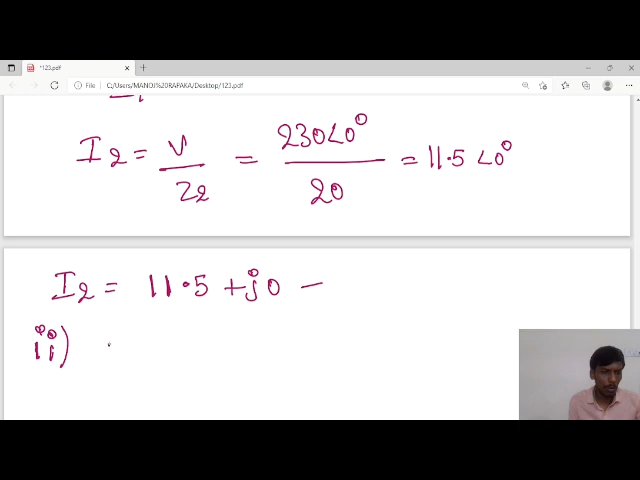 *123.pdf
File C:/Users/MANOJ%20RAPAKA/Desktop/123.pdf
I2 = V/Z2 = 230∠0°/20 = 11.5 ∠0°
I2 = 11.5 + j0 —
ii)